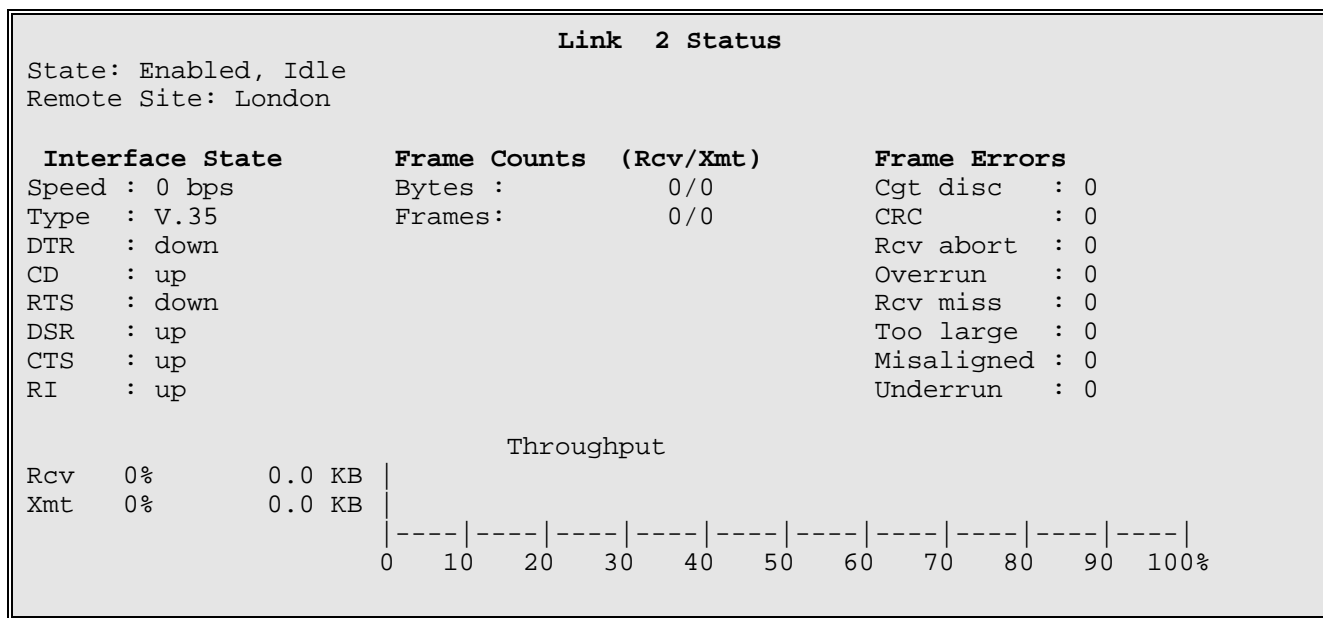 Link  2 Status
State: Enabled, Idle
Remote Site: London
Interface State       Frame Counts  (Rcv/Xmt)       Frame Errors
Speed : 0 bps         Bytes :          0/0          Cgt disc   : 0
Type  : V.35          Frames:          0/0          CRC        : 0
DTR   : down                                        Rcv abort  : 0
CD    : up                                          Overrun    : 0
RTS   : down                                        Rcv miss   : 0
DSR   : up                                          Too large  : 0
CTS   : up                                          Misaligned : 0
RI    : up                                          Underrun   : 0
Throughput
Rcv   0%       0.0 KB |
Xmt   0%       0.0 KB |
|----|----|----|----|----|----|----|----|----|----|
0   10   20   30   40   50   60   70   80   90  100%